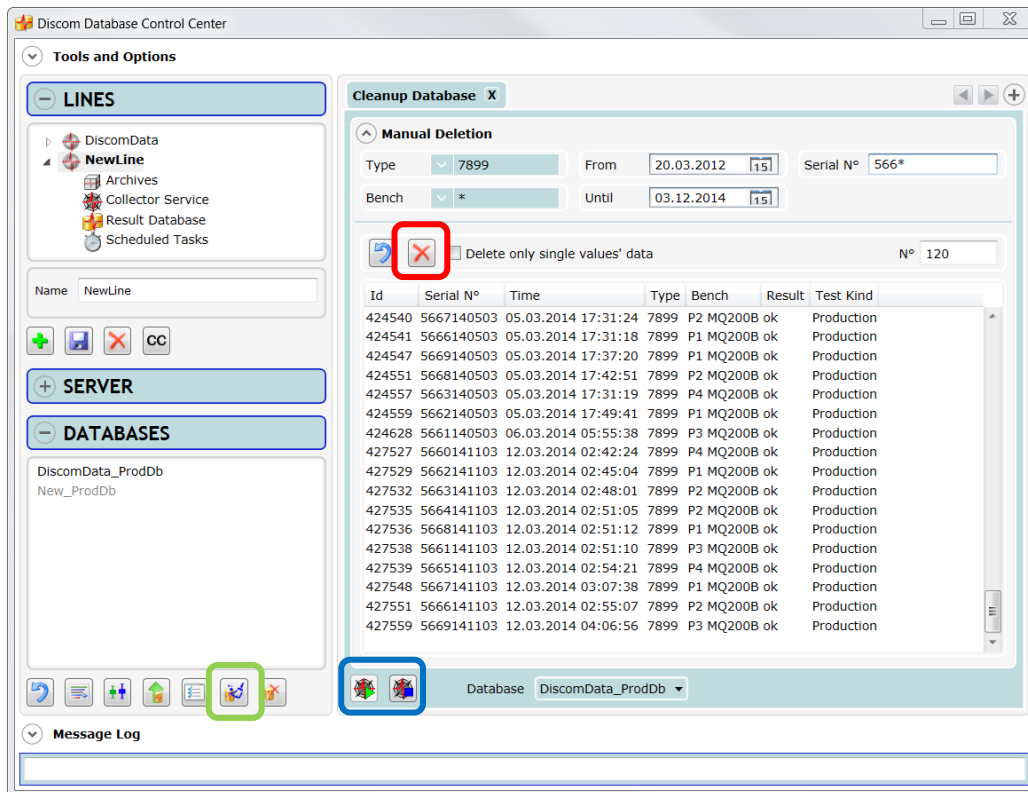 Discom Database Control Center
Tools and Options
LINES
DiscomData
NewLine
Archives
Collector Service
Result Database
Scheduled Tasks
Name NewLine
CC
SERVER
DATABASES
DiscomData_ProdDb
New_ProdDb
Cleanup Database X
Manual Deletion
Type 7899 From 20.03.2012 15 Serial N° 566*
Bench * Until 03.12.2014 15
Delete only single values' data N° 120
Id Serial N° Time Type Bench Result Test Kind
424540 5667140503 05.03.2014 17:31:24 7899 P2 MQ200B ok Production
424541 5666140503 05.03.2014 17:31:18 7899 P1 MQ200B ok Production
424547 5669140503 05.03.2014 17:37:20 7899 P1 MQ200B ok Production
424551 5668140503 05.03.2014 17:42:51 7899 P2 MQ200B ok Production
424557 5663140503 05.03.2014 17:31:19 7899 P4 MQ200B ok Production
424559 5662140503 05.03.2014 17:49:41 7899 P1 MQ200B ok Production
424628 5661140503 06.03.2014 05:55:38 7899 P3 MQ200B ok Production
427527 5660141103 12.03.2014 02:42:24 7899 P4 MQ200B ok Production
427529 5662141103 12.03.2014 02:45:04 7899 P1 MQ200B ok Production
427532 5663141103 12.03.2014 02:48:01 7899 P2 MQ200B ok Production
427535 5664141103 12.03.2014 02:51:05 7899 P2 MQ200B ok Production
427536 5668141103 12.03.2014 02:51:12 7899 P1 MQ200B ok Production
427538 5661141103 12.03.2014 02:51:10 7899 P3 MQ200B ok Production
427539 5665141103 12.03.2014 02:54:21 7899 P4 MQ200B ok Production
427548 5667141103 12.03.2014 03:07:38 7899 P1 MQ200B ok Production
427551 5666141103 12.03.2014 02:55:07 7899 P2 MQ200B ok Production
427559 5669141103 12.03.2014 04:06:56 7899 P3 MQ200B ok Production
Database DiscomData_ProdDb
Message Log